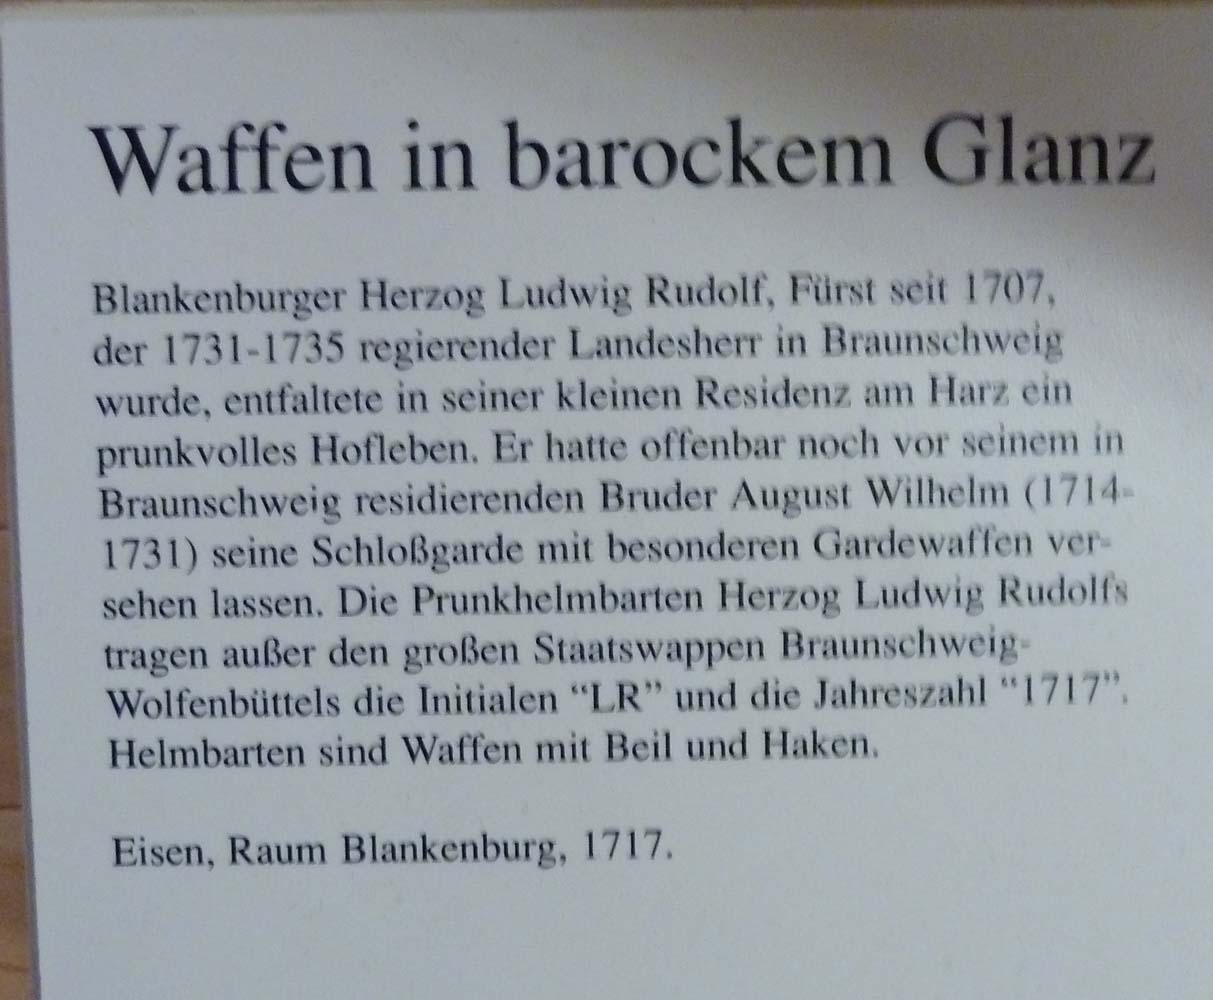 Waffen in barockem Glanz
Blankenburger Herzog Ludwig Rudolf, Fürst seit 1707,
der 1731-1735 regierender Landesherr in Braunschweig
wurde, entfaltete in seiner kleinen Residenz am Harz ein
prunkvolles Hofleben. Er hatte offenbar noch vor seinem in
Braunschweig residierenden Bruder August Wilhelm (1714-
1731) seine Schloßgarde mit besonderen Gardewaffen ver-
sehen lassen. Die Prunkhelmbarten Herzog Ludwig Rudolfs
tragen außer den großen Staatswappen Braunschweig-
Wolfenbüttels die Initialen “LR” und die Jahreszahl “1717”.
Helmbarten sind Waffen mit Beil und Haken.
Eisen, Raum Blankenburg, 1717.